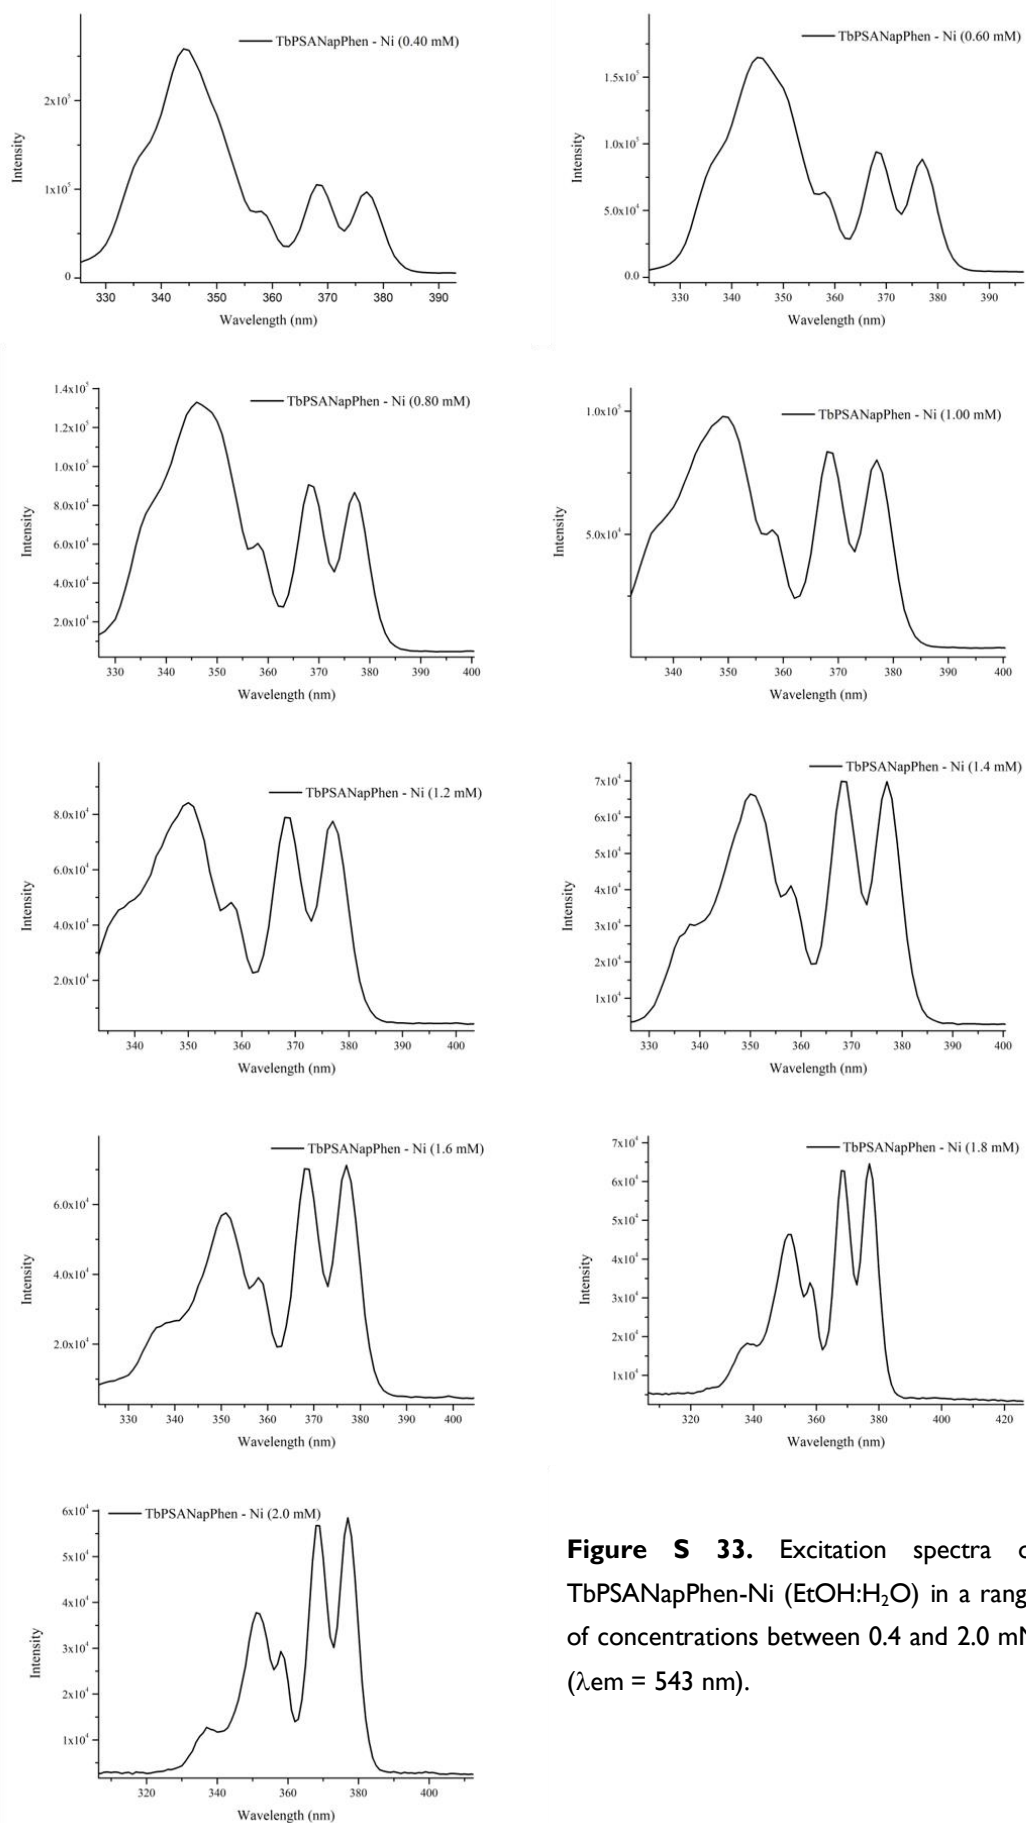 TbPSANapPhen - Ni (0.40 mM)
2x10⁵
1x10⁵
0
Intensity
330 340 350 360 370 380 390
Wavelength (nm)
TbPSANapPhen - Ni (0.60 mM)
1.5x10⁵
1.0x10⁵
5.0x10⁴
0.0
Intensity
330 340 350 360 370 380 390
Wavelength (nm)
TbPSANapPhen - Ni (0.80 mM)
1.4x10⁵
1.2x10⁵
1.0x10⁵
8.0x10⁴
6.0x10⁴
4.0x10⁴
2.0x10⁴
Intensity
330 340 350 360 370 380 390 400
Wavelength (nm)
TbPSANapPhen - Ni (1.00 mM)
1.0x10⁵
5.0x10⁴
Intensity
340 350 360 370 380 390 400
Wavelength (nm)
TbPSANapPhen - Ni (1.2 mM)
8.0x10⁴
6.0x10⁴
4.0x10⁴
2.0x10⁴
Intensity
340 350 360 370 380 390 400
Wavelength (nm)
TbPSANapPhen - Ni (1.4 mM)
7x10⁴
6x10⁴
5x10⁴
4x10⁴
3x10⁴
2x10⁴
1x10⁴
Intensity
330 340 350 360 370 380 390 400
Wavelength (nm)
TbPSANapPhen - Ni (1.6 mM)
6.0x10⁴
4.0x10⁴
2.0x10⁴
Intensity
330 340 350 360 370 380 390 400
Wavelength (nm)
TbPSANapPhen - Ni (1.8 mM)
7x10⁴
6x10⁴
5x10⁴
4x10⁴
3x10⁴
2x10⁴
1x10⁴
Intensity
320 340 360 380 400 420
Wavelength (nm)
TbPSANapPhen - Ni (2.0 mM)
6x10⁴
5x10⁴
4x10⁴
3x10⁴
2x10⁴
1x10⁴
Intensity
320 340 360 380 400
Wavelength (nm)
Figure S 33. Excitation spectra
TbPSANapPhen-Ni (EtOH:H₂O) in a rang
of concentrations between 0.4 and 2.0
(λem = 543 nm).